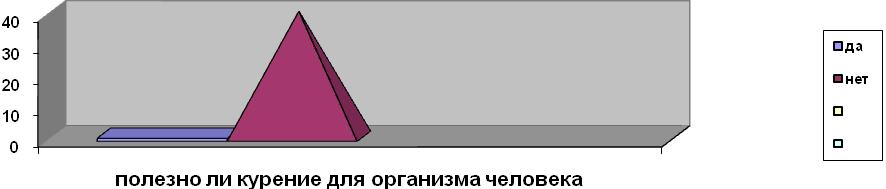 40
30
20
10
0
да
нет
полезно ли курение для организма человека